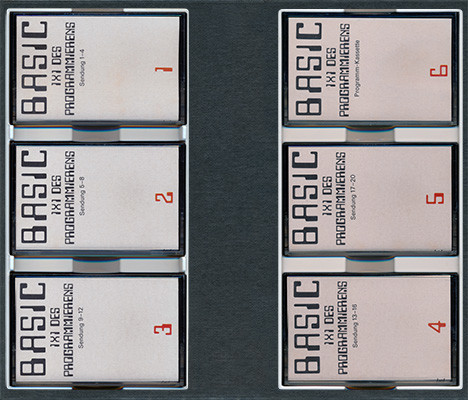 BASIC
1X1 DES
PROGRAMMIERENS
Sendung 1-4
1
BASIC
1X1 DES
PROGRAMMIERENS
Sendung 5-8
2
BASIC
1X1 DES
PROGRAMMIERENS
Sendung 9-12
3
BASIC
1X1 DES
PROGRAMMIERENS
Programm-Kassette
6
BASIC
1X1 DES
PROGRAMMIERENS
Sendung 17-20
5
BASIC
1X1 DES
PROGRAMMIERENS
Sendung 13-16
4